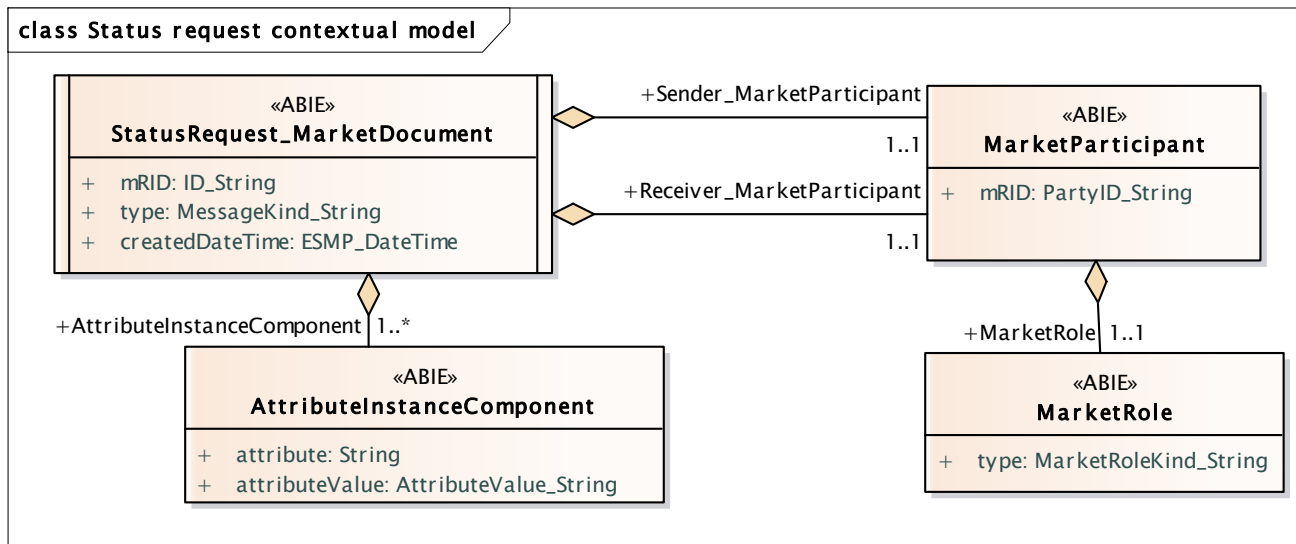 class Status request contextual model
«ABIE»
StatusRequest_MarketDocument
+ mRID: ID_String
+ type: MessageKind_String
+ createdDateTime: ESMP_DateTime
+Sender_MarketParticipant
1..1
+Receiver_MarketParticipant
1..1
«ABIE»
MarketParticipant
+ mRID: PartyID_String
+AttributeInstanceComponent 1..*
«ABIE»
AttributeInstanceComponent
+ attribute: String
+ attributeValue: AttributeValue_String
+MarketRole 1..1
«ABIE»
MarketRole
+ type: MarketRoleKind_String